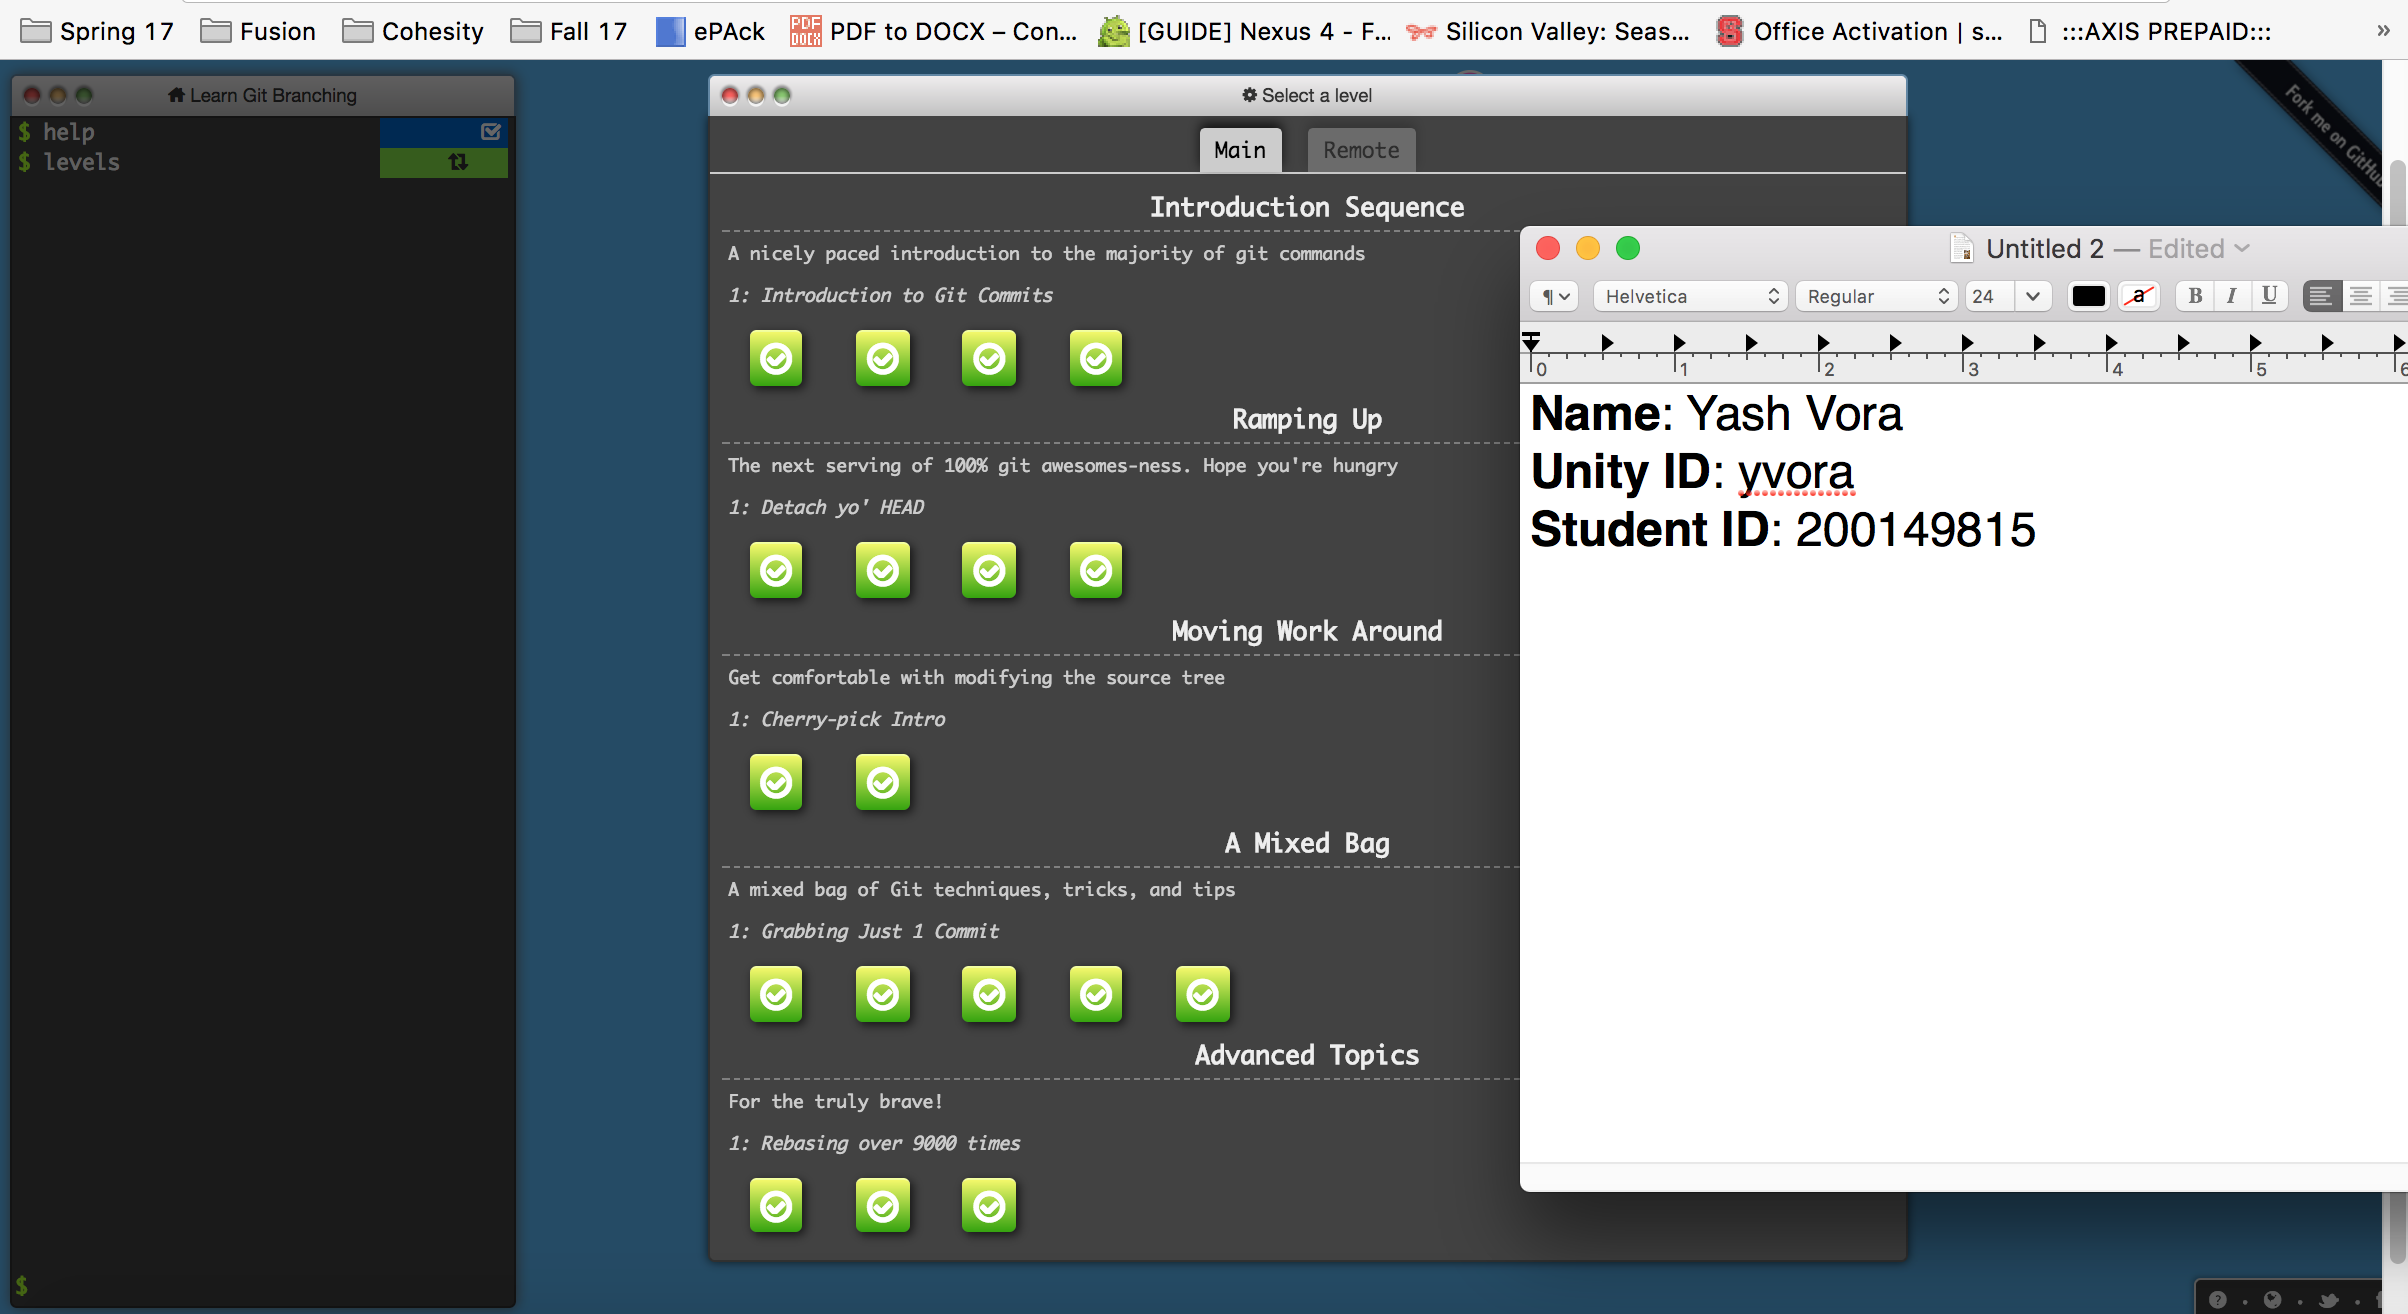 Spring 17 Fusion Cohesity Fall 17 ePAck PDF to DOCX – Con... [GUIDE] Nexus 4 - F... Silicon Valley: Seas... Office Activation | s... :::AXIS PREPAID::: »
Learn Git Branching
$ help
$ levels
$
Select a level
Main Remote
Introduction Sequence
A nicely paced introduction to the majority of git commands
1: Introduction to Git Commits
Ramping Up
The next serving of 100% git awesomes-ness. Hope you're hungry
1: Detach yo' HEAD
Moving Work Around
Get comfortable with modifying the source tree
1: Cherry-pick Intro
A Mixed Bag
A mixed bag of Git techniques, tricks, and tips
1: Grabbing Just 1 Commit
Advanced Topics
For the truly brave!
1: Rebasing over 9000 times
Fork me on GitHub
Untitled 2 — Edited
¶ Helvetica Regular 24 a B I U
0 1 2 3 4 5 6
Name: Yash Vora
Unity ID: yvora
Student ID: 200149815